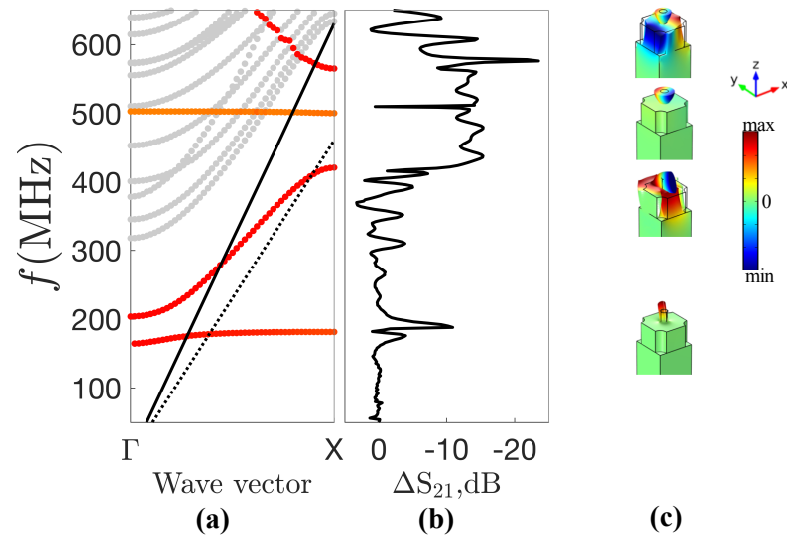 f (MHz)
600
500
400
300
200
100
Γ X
Wave vector
(a)
0 -10 -20
ΔS21,dB
(b)
z
y x
max
0
min
(c)